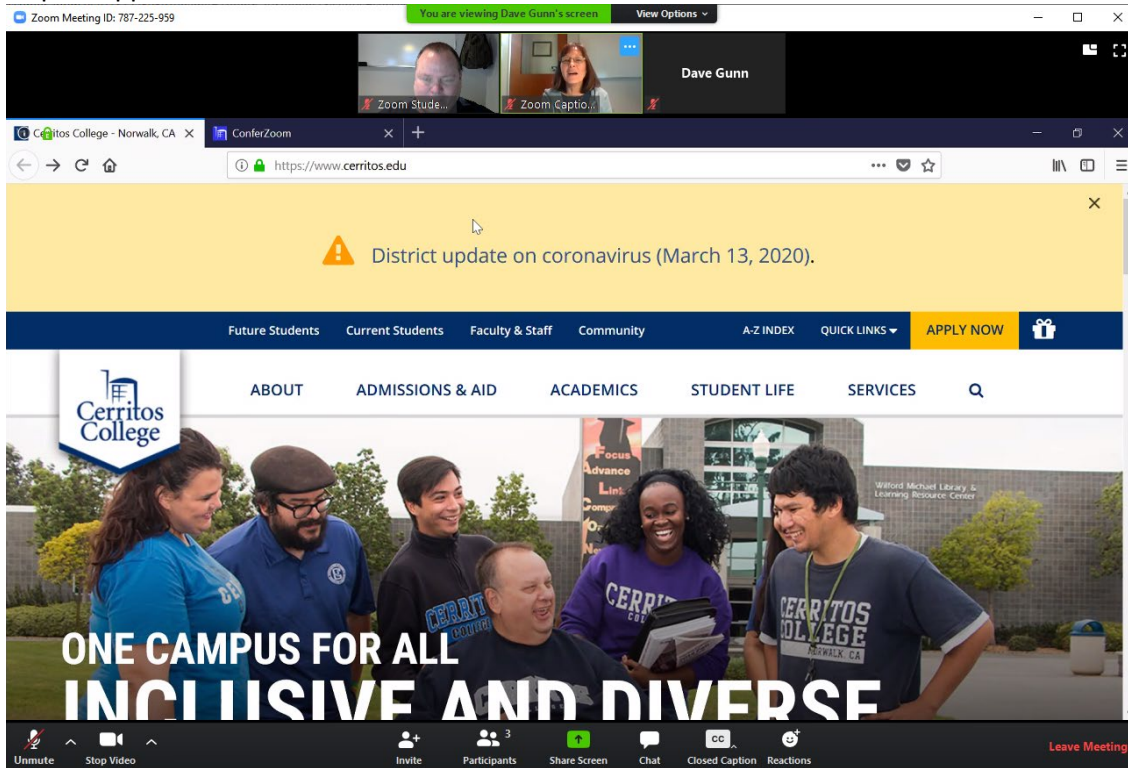 Zoom Meeting ID: 787-225-959
You are viewing Dave Gunn's screen
View Options
Zoom Stude...
Zoom Captio...
Dave Gunn
Cerritos College - Norwalk, CA
ConferZoom
https://www.cerritos.edu
District update on coronavirus (March 13, 2020).
Future Students Current Students Faculty & Staff Community A-Z INDEX QUICK LINKS APPLY NOW
Cerritos
College
ABOUT ADMISSIONS & AID ACADEMICS STUDENT LIFE SERVICES
Focus
Advance
Link
Wilford Michael Library &
Learning Resource Center
CERRITOS
COLLEGE
NORWALK, CA
ONE CAMPUS FOR ALL
INCLUSIVE AND DIVERSE
Unmute Stop Video Invite Participants 3 Share Screen Chat CC Closed Caption Reactions Leave Meeting